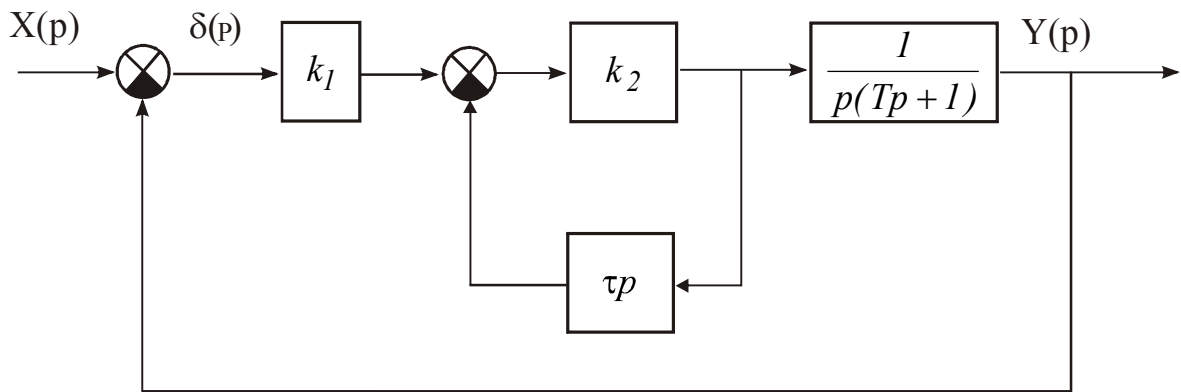 X(p)
δ(P)
k1
k2
1
p(Tp + 1)
Y(p)
τp